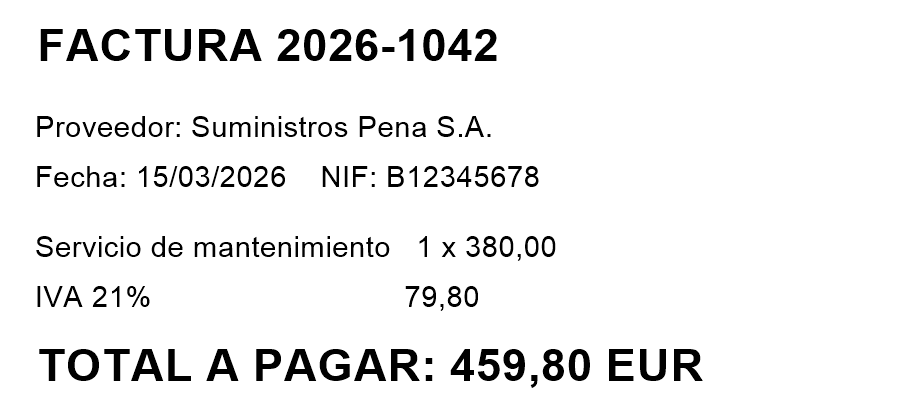 FACTURA 2026-1042
Proveedor: Suministros Pena S.A.
Fecha: 15/03/2026 NIF: B12345678
Servicio de mantenimiento 1 x 380,00
IVA 21% 79,80
TOTAL A PAGAR: 459,80 EUR